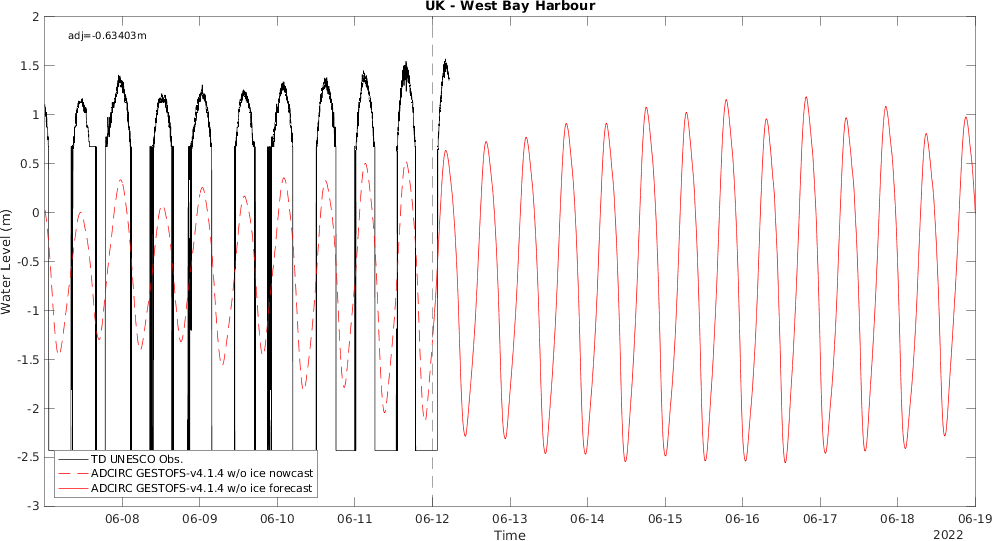 UK - West Bay Harbour
adj=-0.63403m
2
1.5
1
0.5
0
-0.5
-1
-1.5
-2
-2.5
-3
Water Level (m)
TD UNESCO Obs.
ADCIRC GESTOFS-v4.1.4 w/o ice nowcast
ADCIRC GESTOFS-v4.1.4 w/o ice forecast
06-08 06-09 06-10 06-11 06-12 06-13 06-14 06-15 06-16 06-17 06-18 06-19
Time
2022